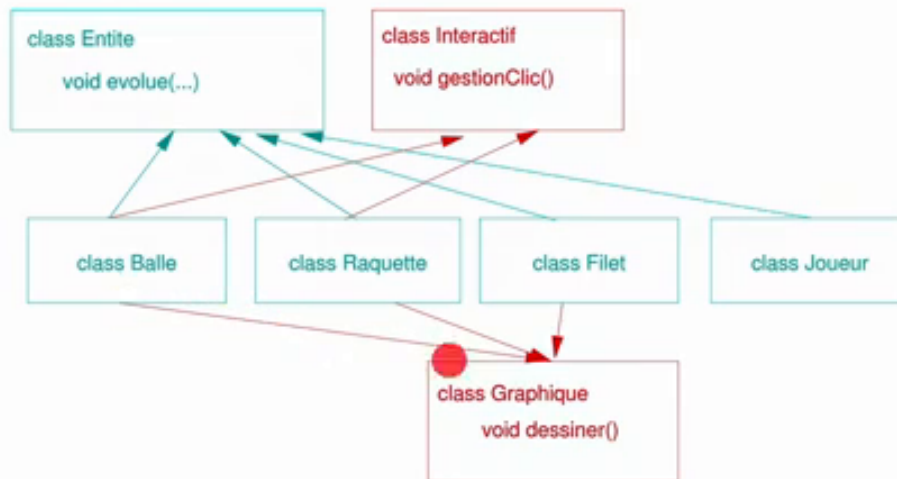 class Entite
void evolue(...)
class Interactif
void gestionClic()
class Balle
class Raquette
class Filet
class Joueur
class Graphique
void dessiner()